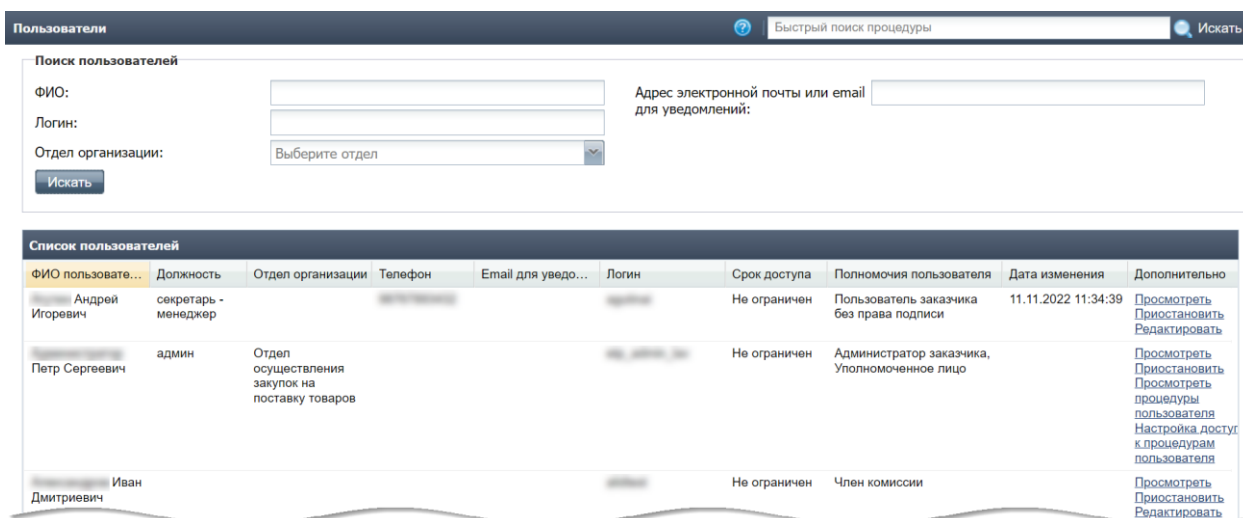 Пользователи
Быстрый поиск процедуры
Искать
Поиск пользователей
ФИО:
Адрес электронной почты или email
для уведомлений:
Логин:
Отдел организации:
Выберите отдел
Искать
Список пользователей
ФИО пользовате... Должность Отдел организации Телефон Email для уведо... Логин Срок доступа Полномочия пользователя Дата изменения Дополнительно
Андрей секретарь - Не ограничен Пользователь заказчика 11.11.2022 11:34:39 Просмотреть
Игоревич менеджер без права подписи Приостановить
Редактировать
админ Отдел Не ограничен Администратор заказчика, Просмотреть
Петр Сергеевич осуществления Уполномоченное лицо Приостановить
закупок на Просмотреть
поставку товаров процедуры
пользователя
Настройка доступ
к процедурам
пользователя
Иван Не ограничен Член комиссии Просмотреть
Дмитриевич Приостановить
Редактировать